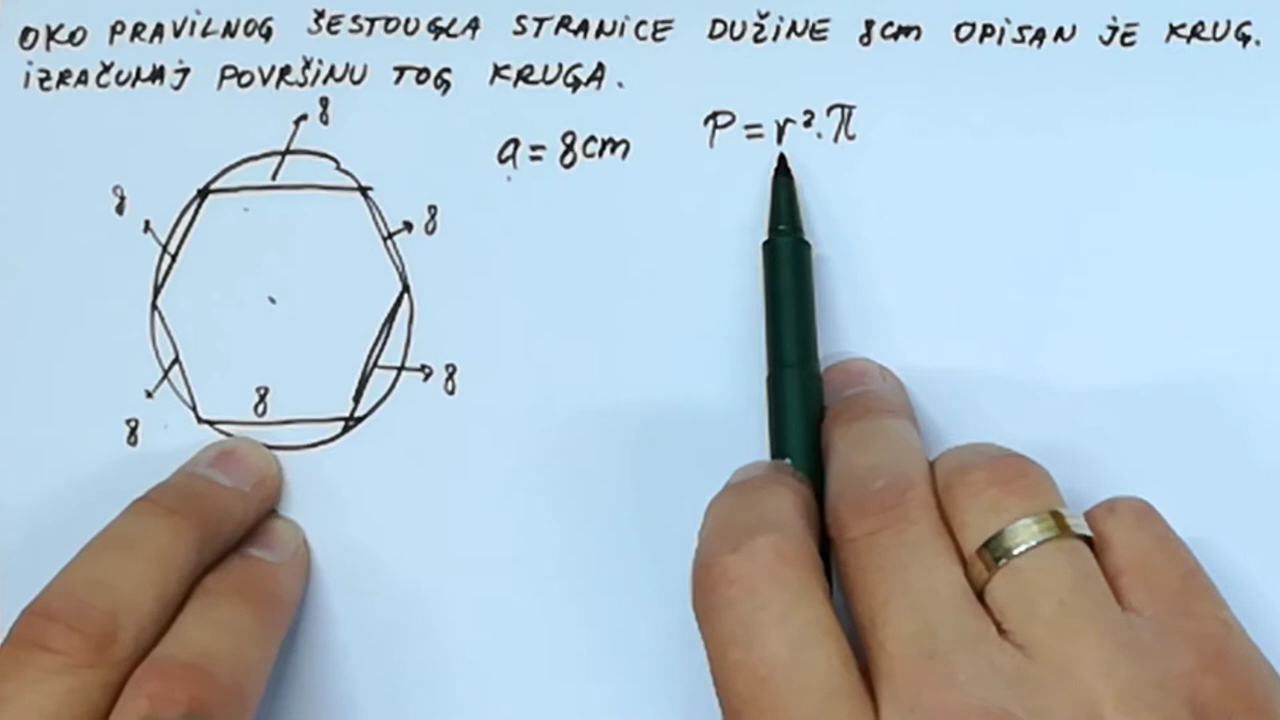 OKO PRAVILNOG ŠESTOUGLA STRANICE DUŽINE 8cm OPISAN JE KRUG.
IZRAČUNAJ POVRŠINU TOG KRUGA.
8
a = 8cm
P = r².π
8
8
8
8
8